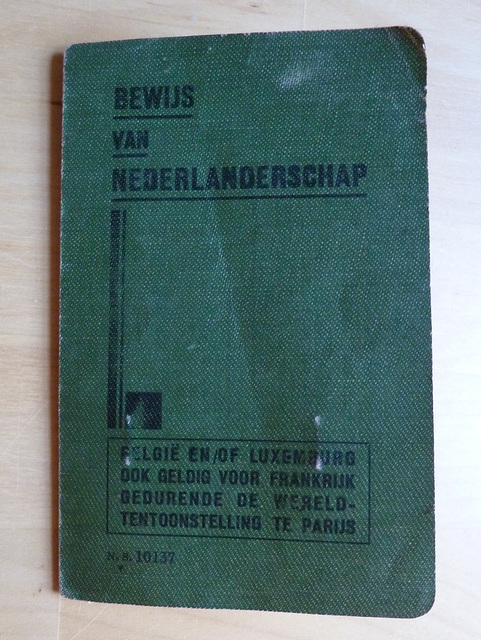 BEWIJS
VAN
NEDERLANDERSCHAP
BELGIË EN/OF LUXEMBURG
OOK GELDIG VOOR FRANKRIJK
GEDURENDE DE WERELD-
TENTOONSTELLING TE PARIJS
N. B. 10137